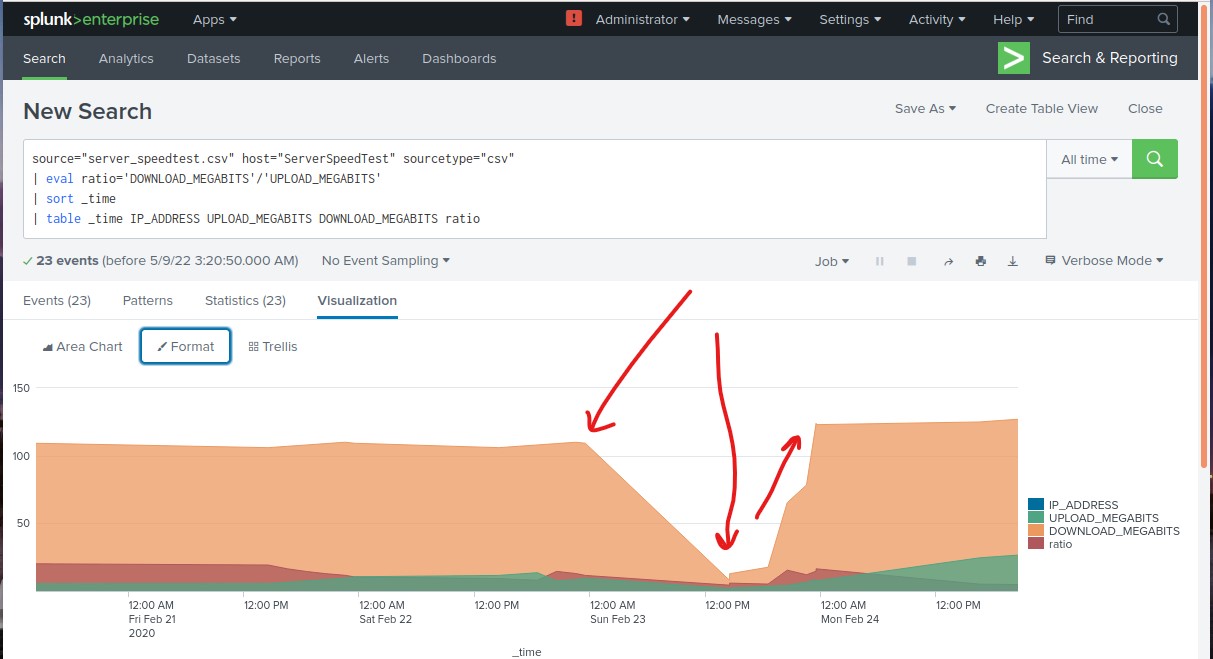 splunk>enterprise Apps ! Administrator Messages Settings Activity Help Find
Search Analytics Datasets Reports Alerts Dashboards > Search & Reporting
New Search Save As Create Table View Close
source="server_speedtest.csv" host="ServerSpeedTest" sourcetype="csv"
| eval ratio='DOWNLOAD_MEGABITS'/'UPLOAD_MEGABITS'
| sort _time
| table _time IP_ADDRESS UPLOAD_MEGABITS DOWNLOAD_MEGABITS ratio
All time
23 events (before 5/9/22 3:20:50.000 AM) No Event Sampling Job Verbose Mode
Events (23) Patterns Statistics (23) Visualization
Area Chart Format Trellis
150
100
50
IP_ADDRESS
UPLOAD_MEGABITS
DOWNLOAD_MEGABITS
ratio
12:00 AM 12:00 PM 12:00 AM 12:00 PM 12:00 AM 12:00 PM 12:00 AM 12:00 PM
Fri Feb 21 Sat Feb 22 Sun Feb 23 Mon Feb 24
2020
_time